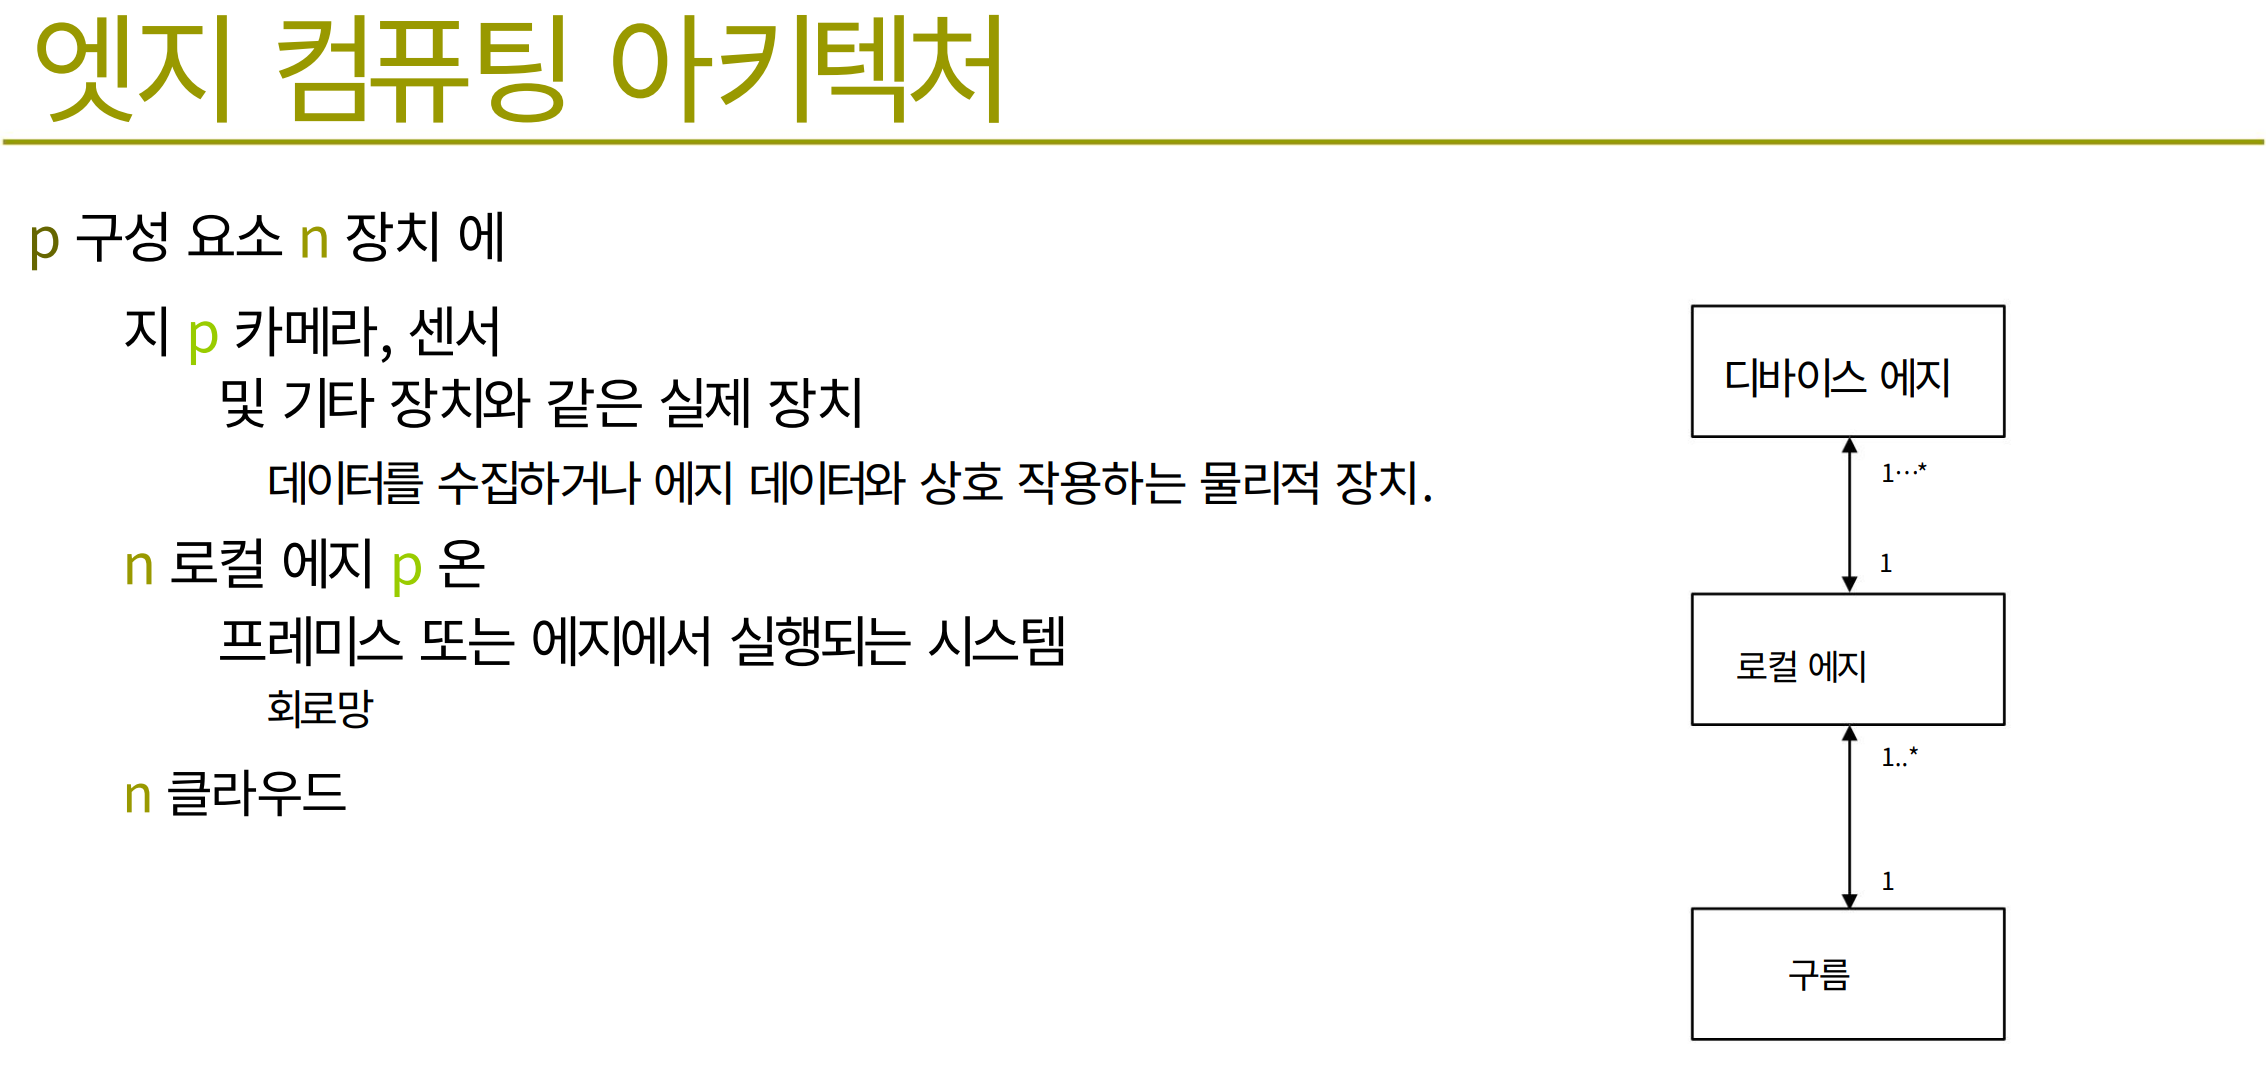 엣지 컴퓨팅 아키텍처
p 구성 요소 n 장치 에
지 p 카메라, 센서
및 기타 장치와 같은 실제 장치
데이터를 수집하거나 에지 데이터와 상호 작용하는 물리적 장치.
n 로컬 에지 p 온
프레미스 또는 에지에서 실행되는 시스템
회로망
n 클라우드
디바이스 에지
1…*
1
로컬 에지
1..*
1
구름